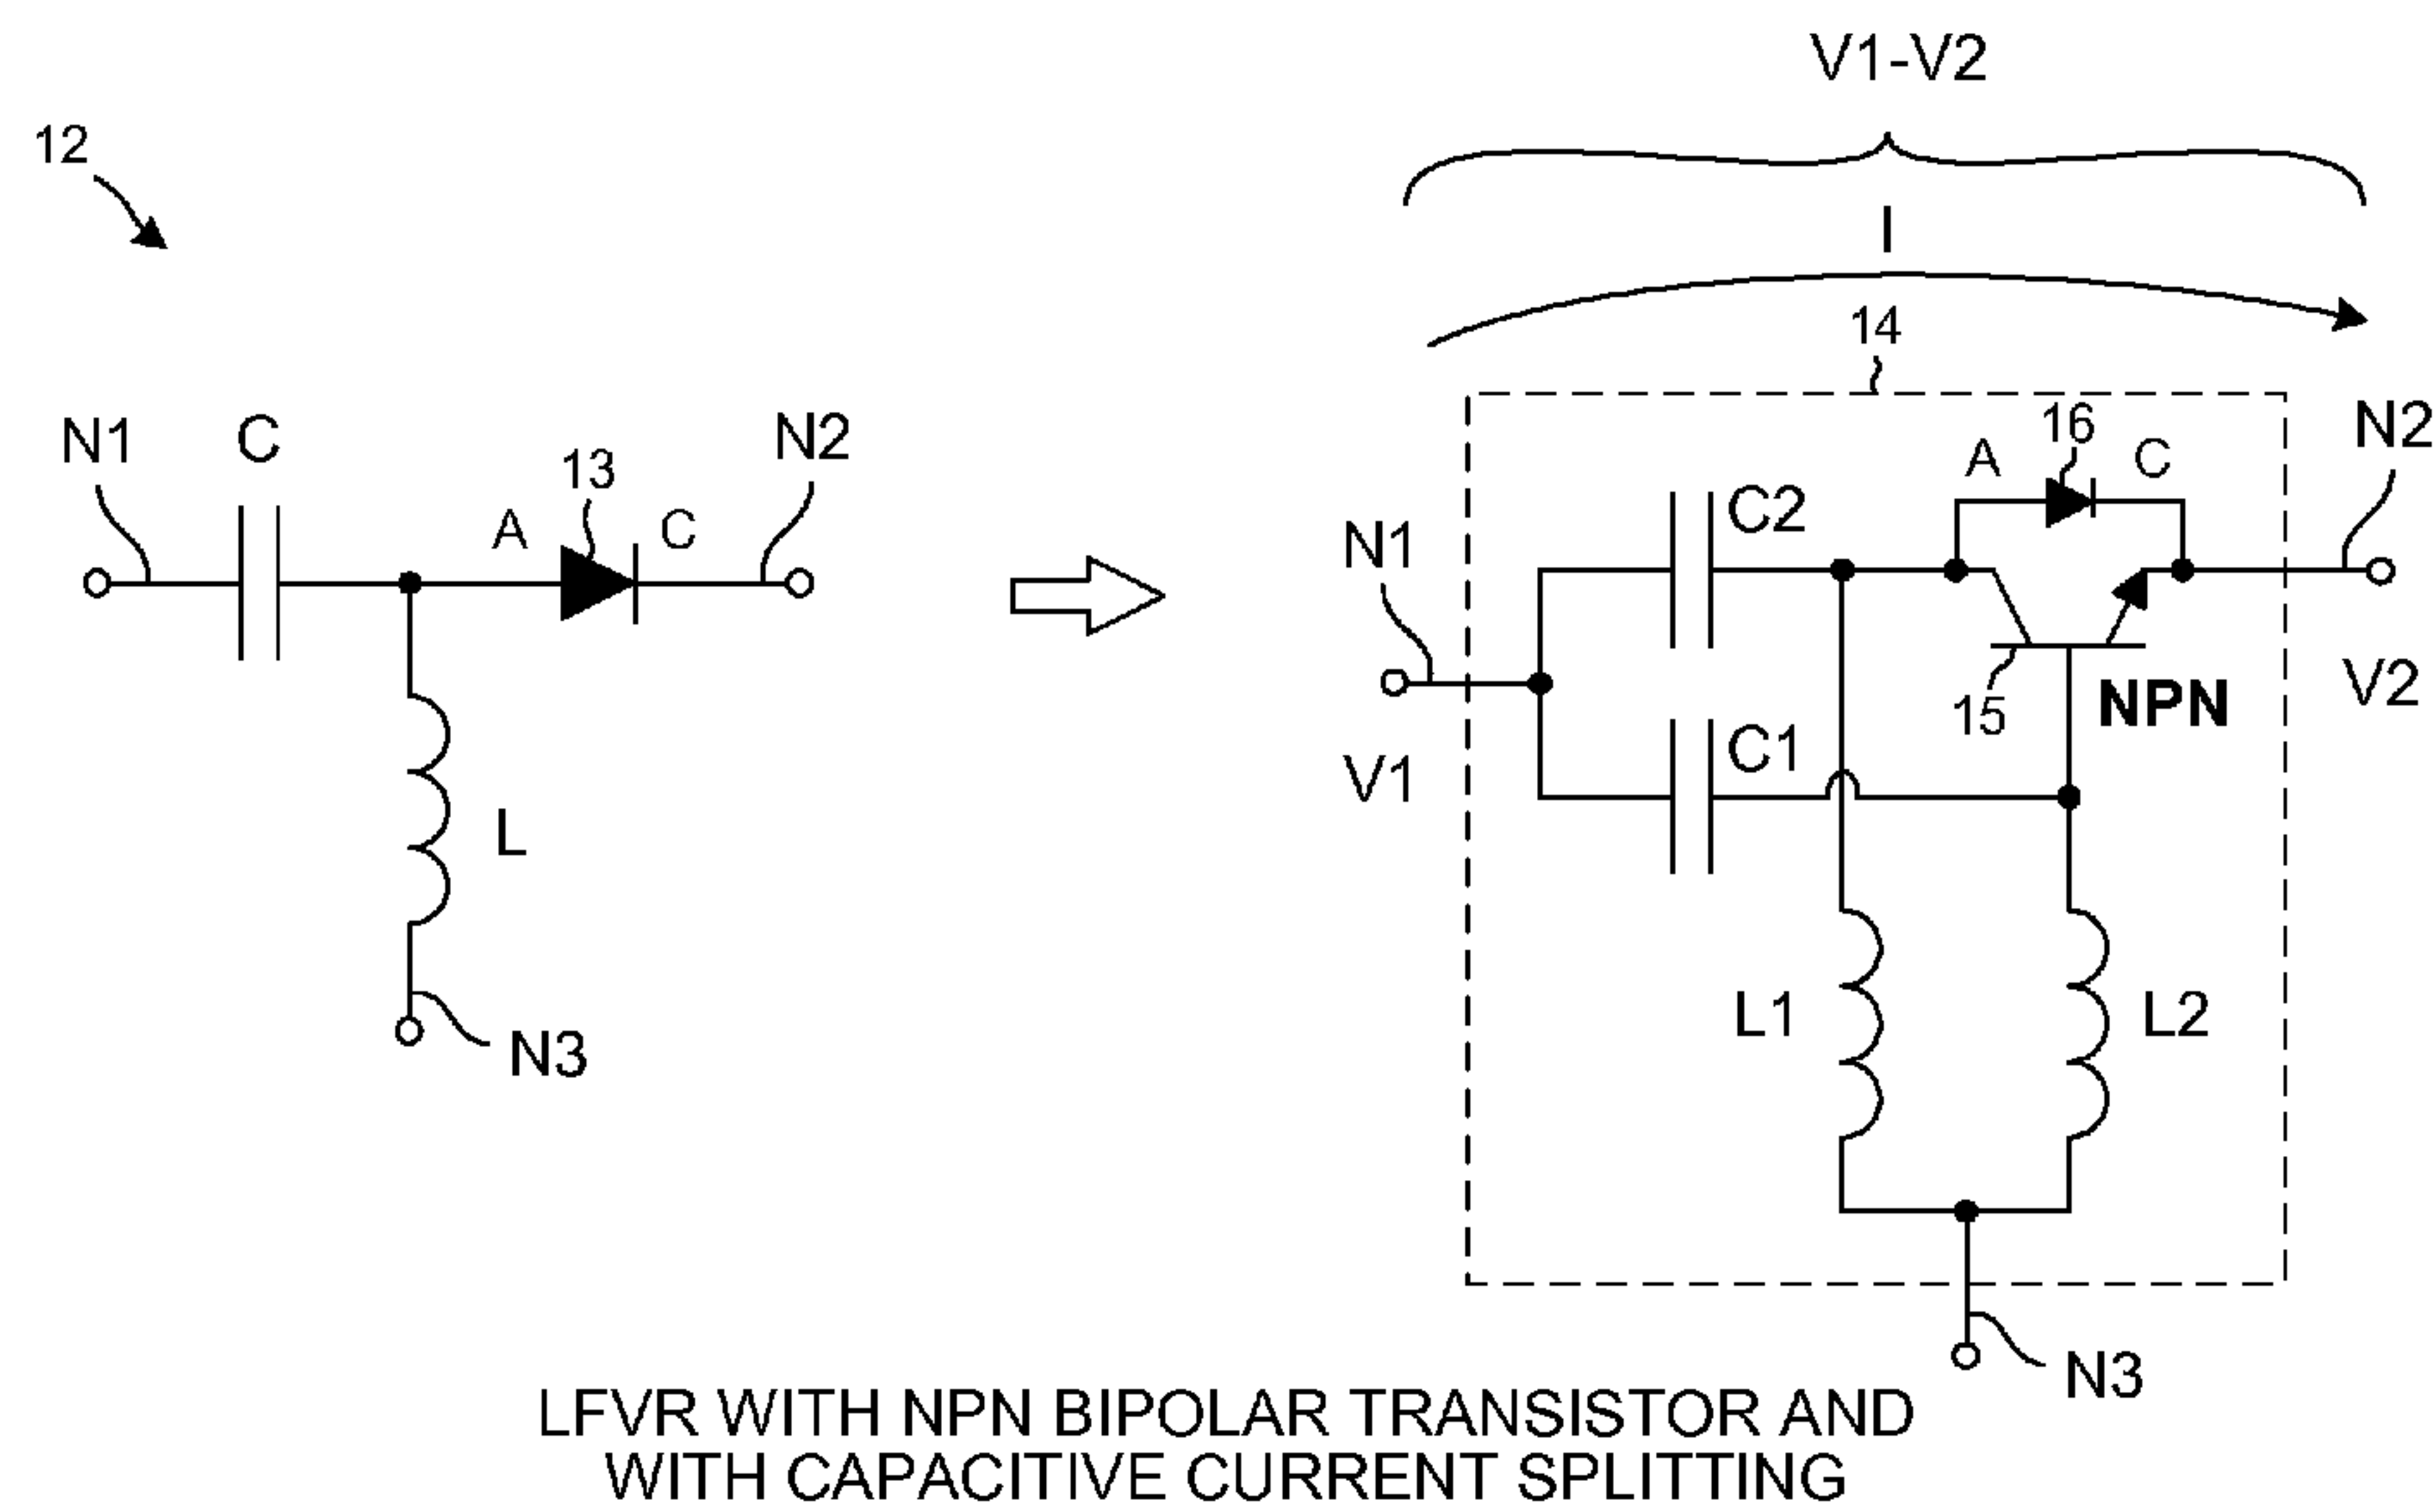 12
N1
C
A
13
C
N2
L
N3
V1-V2
I
14
N1
V1
C2
C1
A
16
C
N2
V2
15
NPN
L1
L2
N3
LFVR WITH NPN BIPOLAR TRANSISTOR AND
WITH CAPACITIVE CURRENT SPLITTING